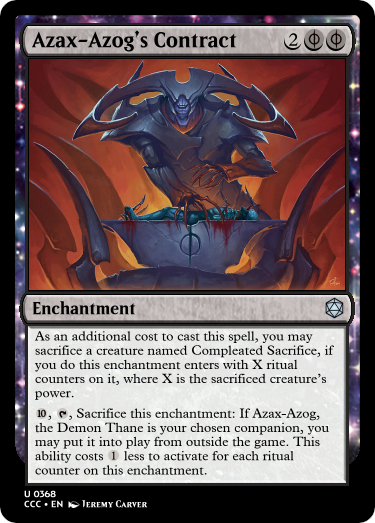 Azax-Azog's Contract 2
Enchantment
As an additional cost to cast this spell, you may
sacrifice a creature named Compleated Sacrifice, if
you do this enchantment enters with X ritual
counters on it, where X is the sacrificed creature's
power.
10, , Sacrifice this enchantment: If Azax-Azog,
the Demon Thane is your chosen companion, you
may put it into play from outside the game. This
ability costs 1 less to activate for each ritual
counter on this enchantment.
U 0368
CCC • EN Jeremy Carver